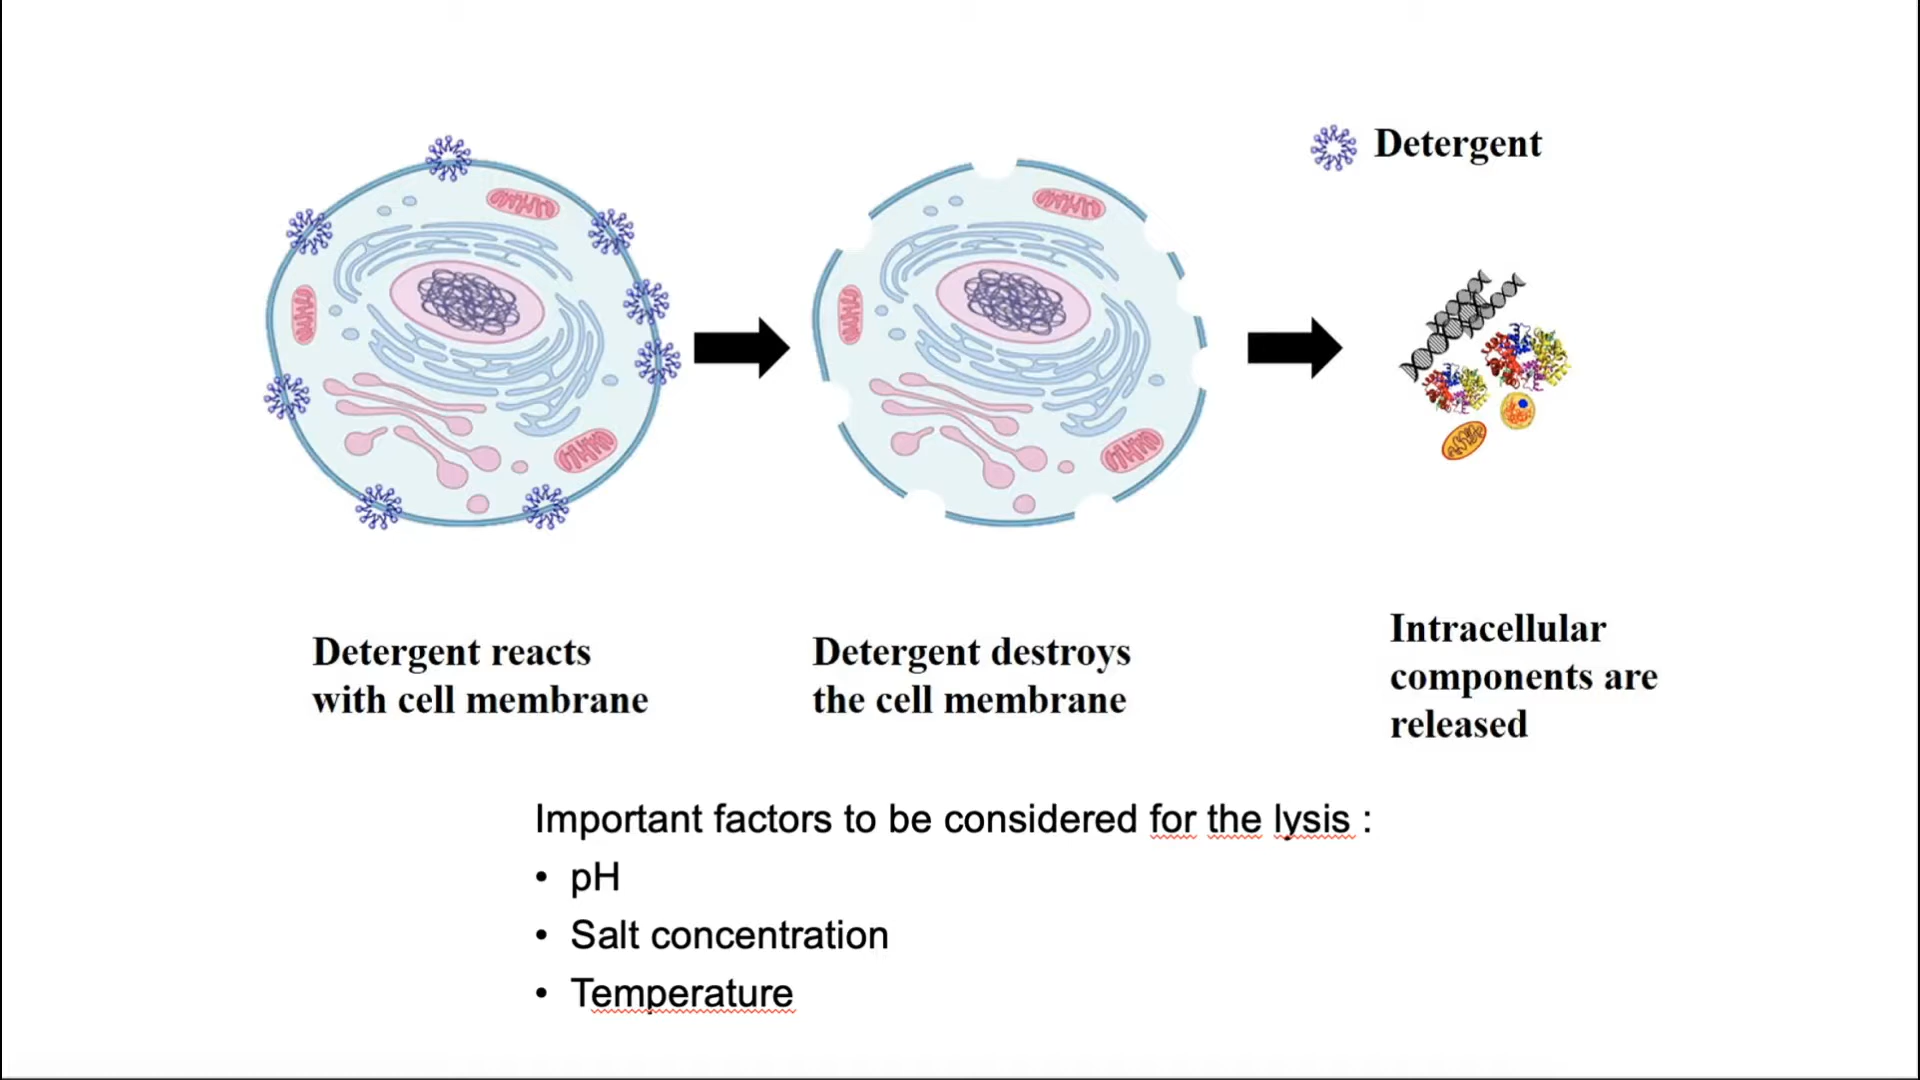 Detergent
Detergent reacts
with cell membrane
Detergent destroys
the cell membrane
Intracellular
components are
released
Important factors to be considered for the lysis :
• pH
• Salt concentration
• Temperature